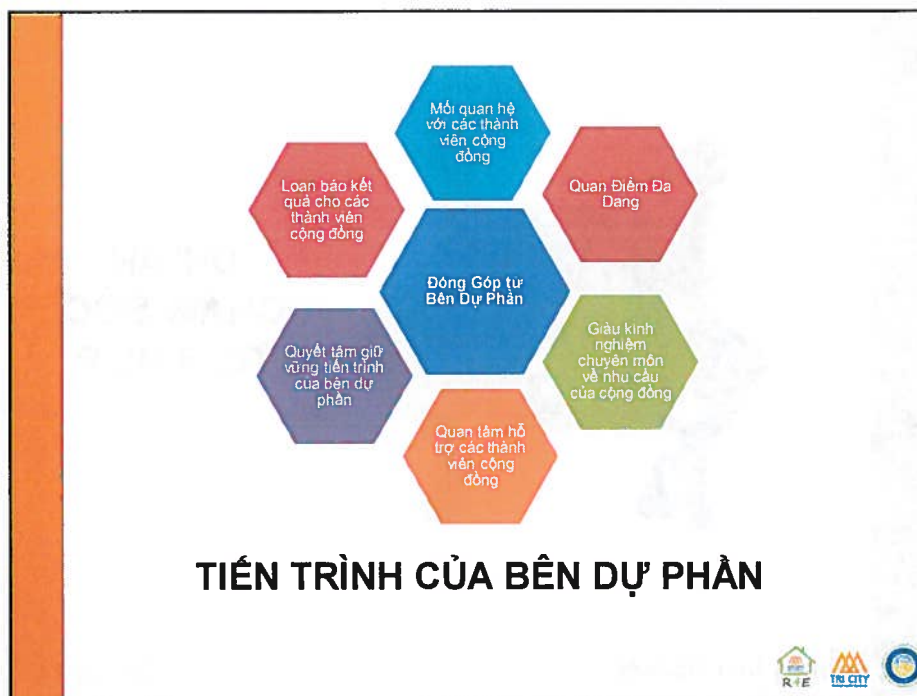 Mối quan hệ
với các thành
viên cộng
đồng
Loan báo kết
quả cho các
thành viên
cộng đồng
Quan Điểm Đa
Dang
Đóng Góp từ
Bên Dự Phần
Quyết tâm giữ
vững tiến trình
của bên dự
phần
Giàu kinh
nghiệm
chuyên môn
về nhu cầu
của cộng đồng
Quan tâm hỗ
trợ các thành
viên cộng
đồng
TIẾN TRÌNH CỦA BÊN DỰ PHẦN
R4E
TRI CITY